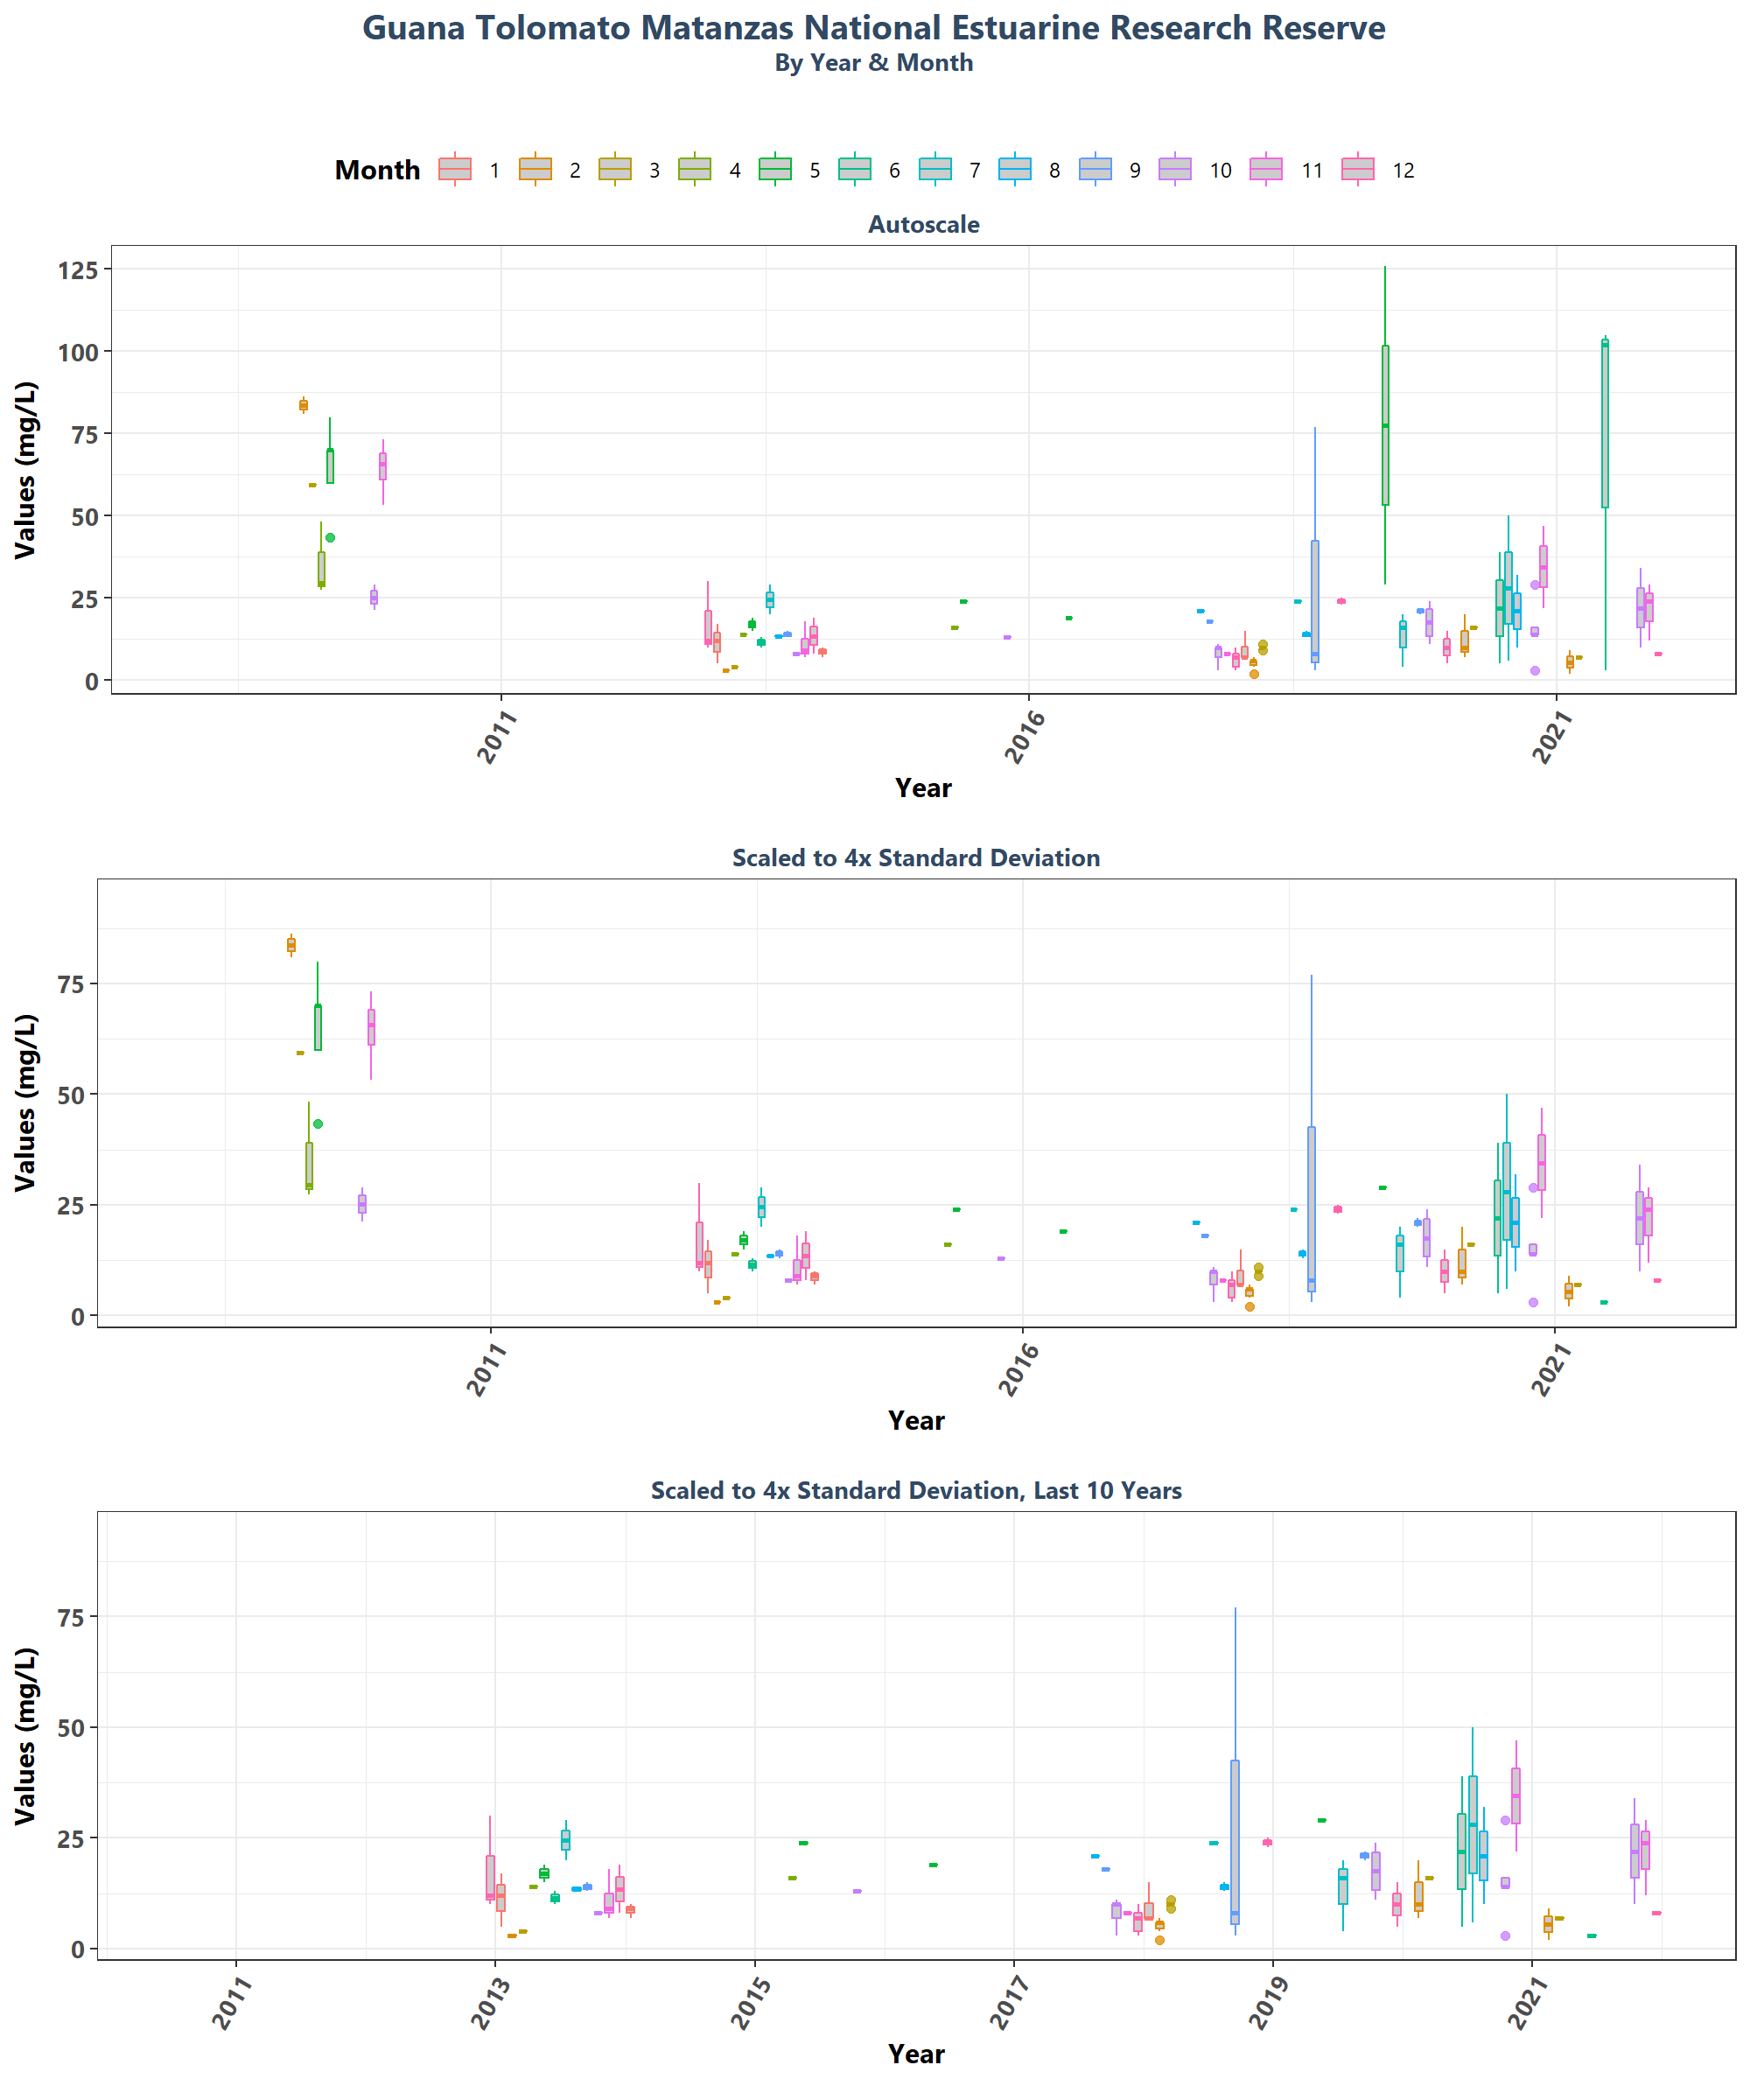 Guana Tolomato Matanzas National Estuarine Research Reserve
By Year & Month
Month 1 2 3 4 5 6 7 8 9 10 11 12
Autoscale
Values (mg/L)
125
100
75
50
25
0
2011 2016 2021
Year
Scaled to 4x Standard Deviation
Values (mg/L)
75
50
25
0
2011 2016 2021
Year
Scaled to 4x Standard Deviation, Last 10 Years
Values (mg/L)
75
50
25
0
2011 2013 2015 2017 2019 2021
Year